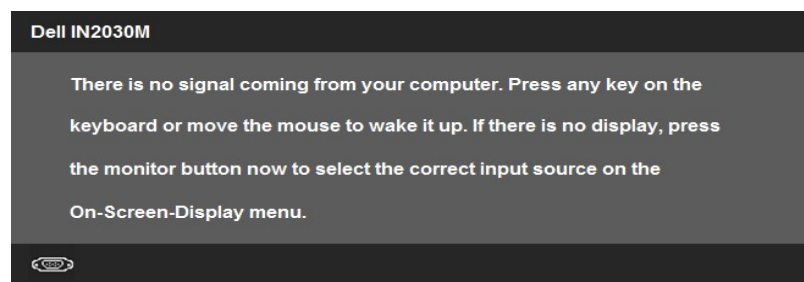 Dell IN2030M
There is no signal coming from your computer. Press any key on the
keyboard or move the mouse to wake it up. If there is no display, press
the monitor button now to select the correct input source on the
On-Screen-Display menu.